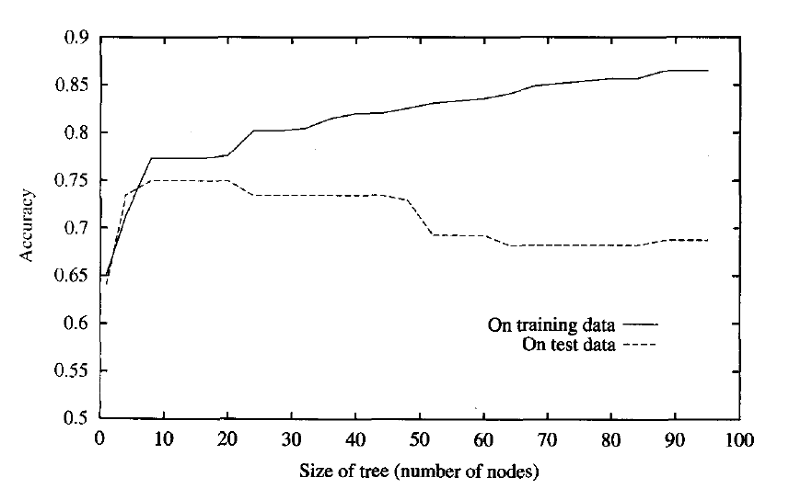 0.9
0.85
0.8
0.75
0.7
0.65
0.6
0.55
0.5
Accuracy
On training data
On test data
0 10 20 30 40 50 60 70 80 90 100
Size of tree (number of nodes)